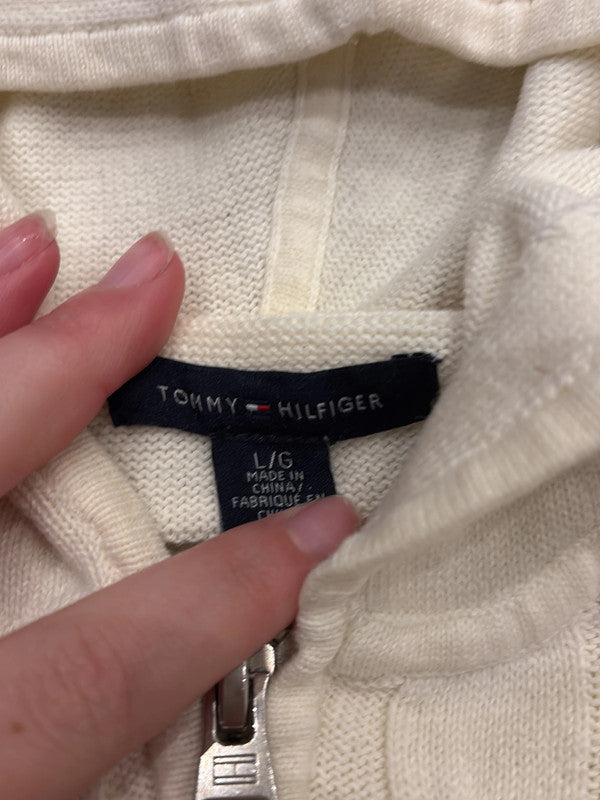 TOMMY HILFIGER
L/G
MADE IN
CHINA/
FABRIQUÉ EN